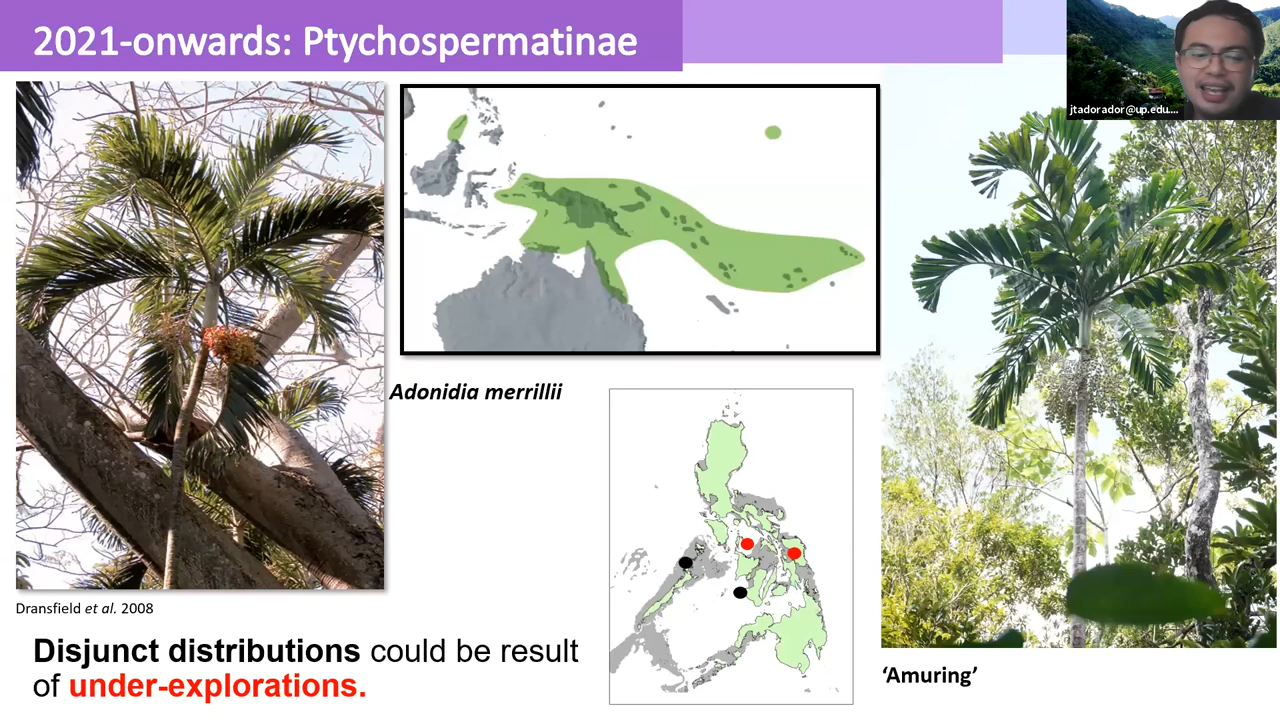 2021-onwards: Ptychospermatinae
jtadorador@up.edu....
Adonidia merrillii
Dransfield et al. 2008
Disjunct distributions could be result
of under-explorations.
‘Amuring’